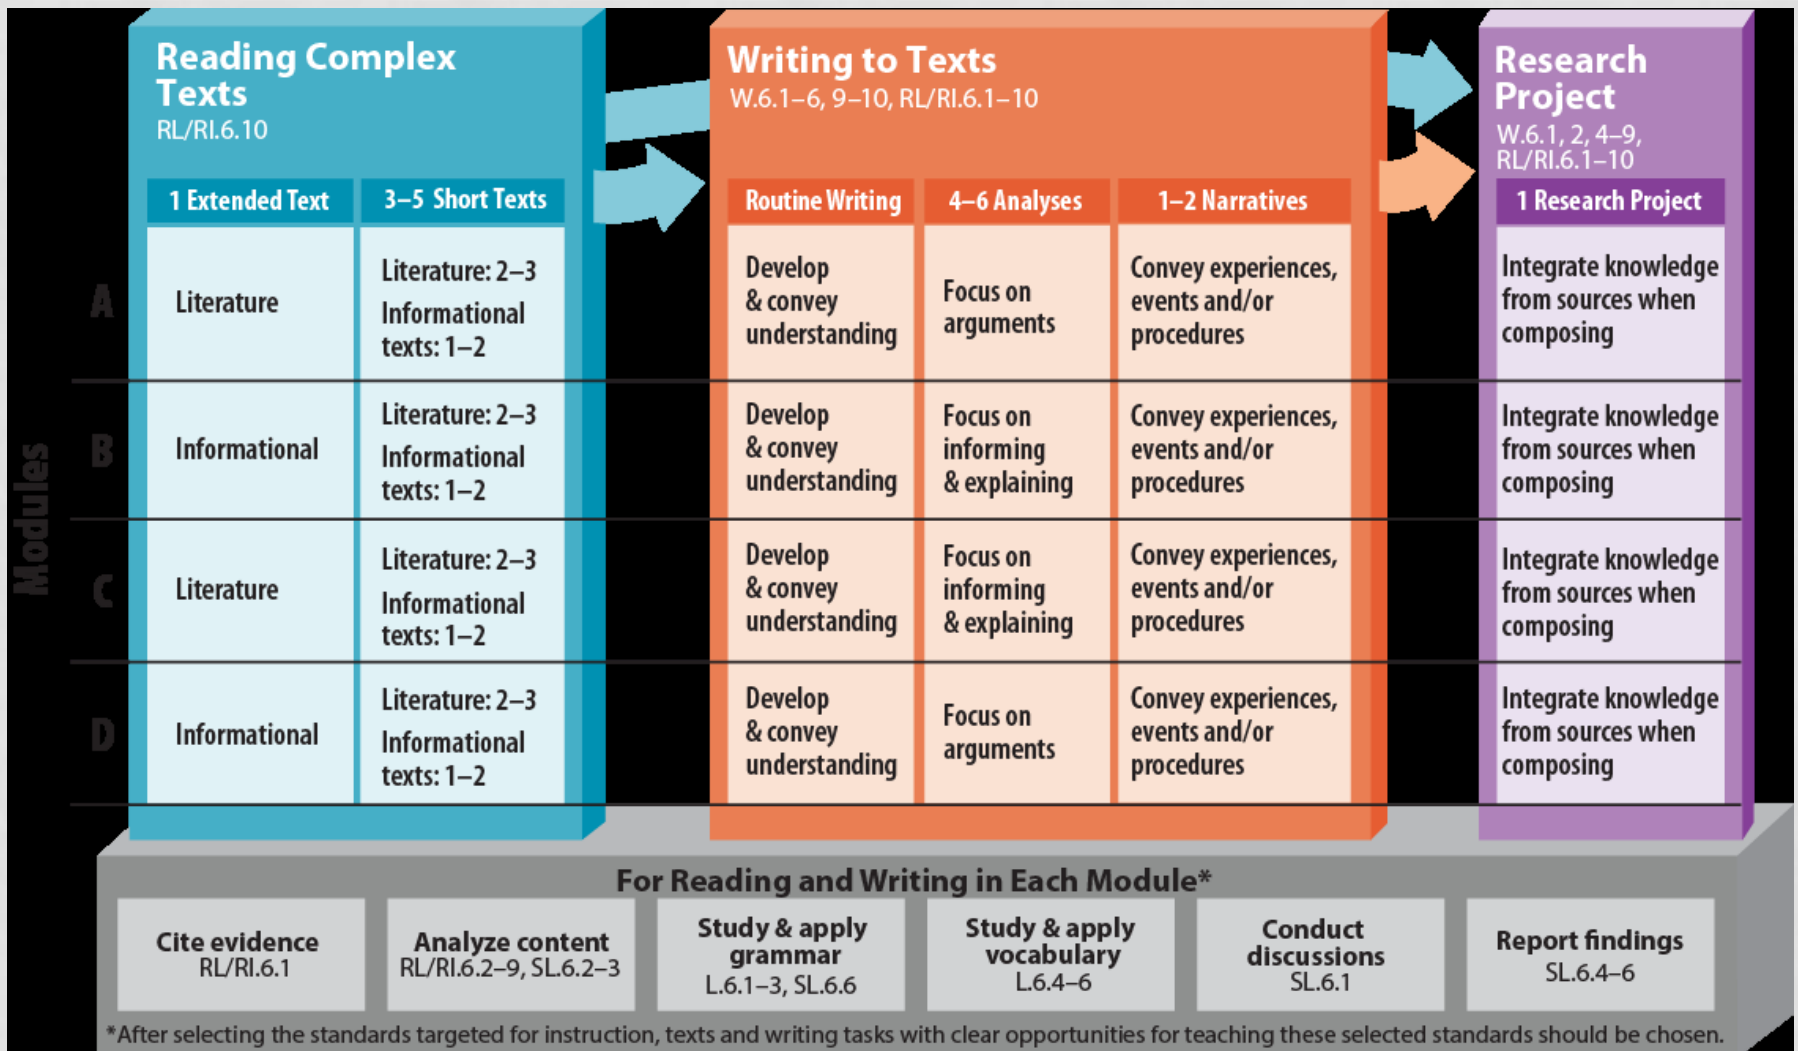 Reading Complex
Texts
RL/RI.6.10
1 Extended Text
3–5 Short Texts
Writing to Texts
W.6.1–6, 9–10, RL/RI.6.1–10
Routine Writing
4–6 Analyses
1–2 Narratives
Research
Project
W.6.1, 2, 4–9,
RL/RI.6.1–10
1 Research Project
Modules
A
Literature
Literature: 2–3
Informational
texts: 1–2
Develop
& convey
understanding
Focus on
arguments
Convey experiences,
events and/or
procedures
Integrate knowledge
from sources when
composing
B
Informational
Literature: 2–3
Informational
texts: 1–2
Develop
& convey
understanding
Focus on
informing
& explaining
Convey experiences,
events and/or
procedures
Integrate knowledge
from sources when
composing
C
Literature
Literature: 2–3
Informational
texts: 1–2
Develop
& convey
understanding
Focus on
informing
& explaining
Convey experiences,
events and/or
procedures
Integrate knowledge
from sources when
composing
D
Informational
Literature: 2–3
Informational
texts: 1–2
Develop
& convey
understanding
Focus on
arguments
Convey experiences,
events and/or
procedures
Integrate knowledge
from sources when
composing
For Reading and Writing in Each Module*
Cite evidence
RL/RI.6.1
Analyze content
RL/RI.6.2–9, SL.6.2–3
Study & apply
grammar
L.6.1–3, SL.6.6
Study & apply
vocabulary
L.6.4–6
Conduct
discussions
SL.6.1
Report findings
SL.6.4–6
*After selecting the standards targeted for instruction, texts and writing tasks with clear opportunities for teaching these selected standards should be chosen.